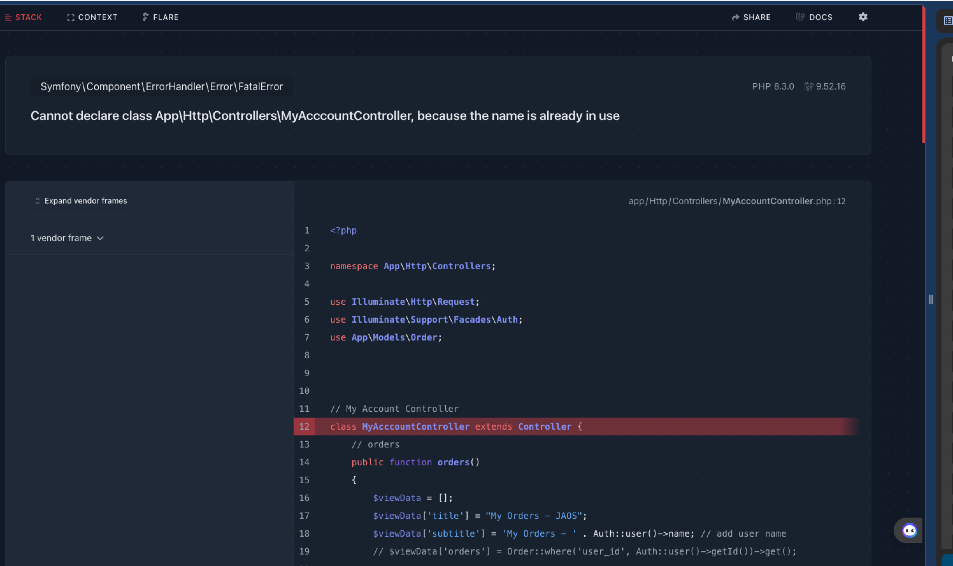 STACK CONTEXT FLARE SHARE DOCS
Symfony\Component\ErrorHandler\Error\FatalError PHP 8.3.0 9.52.16
Cannot declare class App\Http\Controllers\MyAcccountController, because the name is already in use
Expand vendor frames
1 vendor frame
app/Http/Controllers/MyAccountController.php:12
1 <?php
2
3 namespace App\Http\Controllers;
4
5 use Illuminate\Http\Request;
6 use Illuminate\Support\Facades\Auth;
7 use App\Models\Order;
8
9
10
11 // My Account Controller
12 class MyAcccountController extends Controller {
13 // orders
14 public function orders()
15 {
16 $viewData = [];
17 $viewData['title'] = "My Orders – JAOS";
18 $viewData['subtitle'] = 'My Orders – ' . Auth::user()->name; // add user name
19 // $viewData['orders'] = Order::where('user_id', Auth::user()->getId())->get();